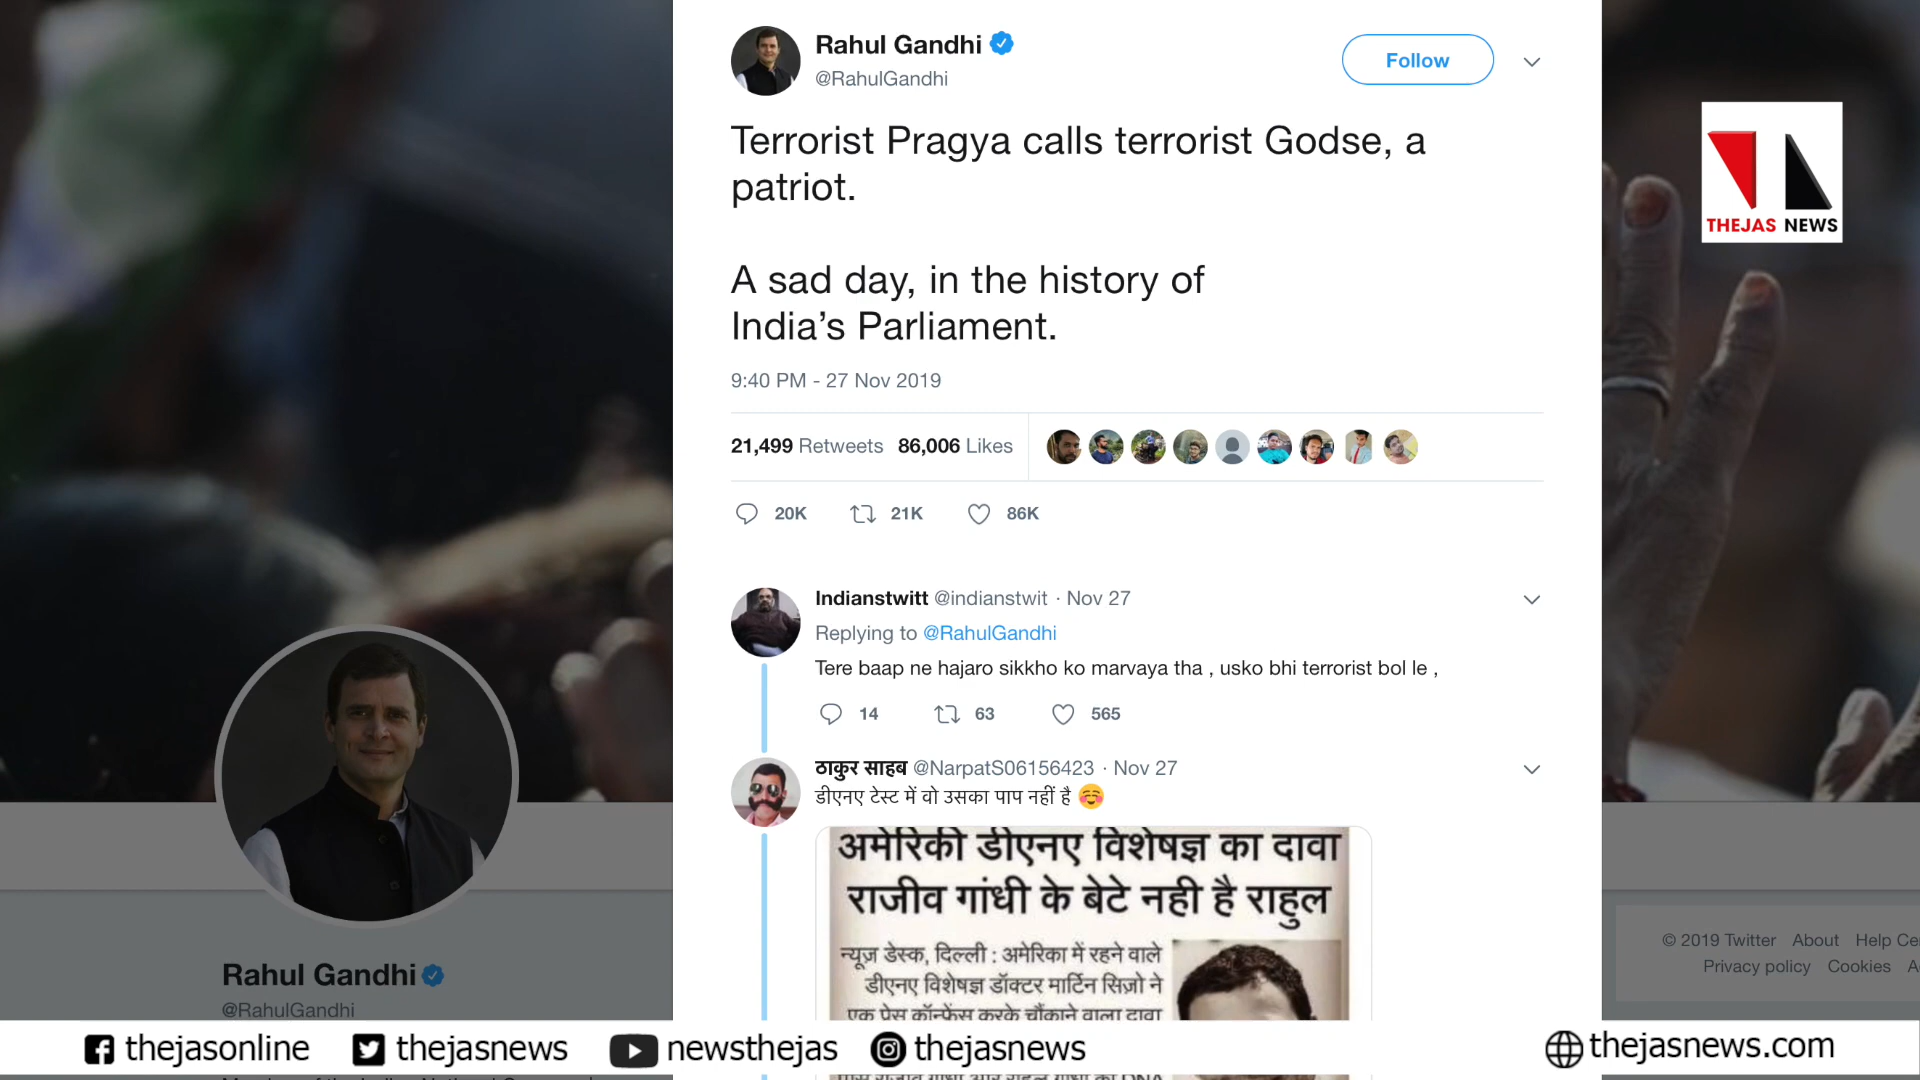 Rahul Gandhi
@RahulGandhi
Follow
Terrorist Pragya calls terrorist Godse, a
patriot.
A sad day, in the history of
India’s Parliament.
9:40 PM - 27 Nov 2019
21,499 Retweets 86,006 Likes
20K 21K 86K
Indianstwitt @indianstwit · Nov 27
Replying to @RahulGandhi
Tere baap ne hajaro sikkho ko marvaya tha , usko bhi terrorist bol le ,
14 63 565
ठाकुर साहब @NarpatS06156423 · Nov 27
डीएनए टेस्ट में वो उसका पाप नहीं है
अमेरिकी डीएनए विशेषज्ञ का दावा
राजीव गांधी के बेटे नही है राहुल
न्यूज़ डेस्क, दिल्ली : अमेरिका में रहने वाले
डीएनए विशेषज्ञ डॉक्टर मार्टिन सिज़ो ने
एक प्रेस कॉन्फ्रेंस करके चौंकाने वाला दावा
THEJAS NEWS
Rahul Gandhi
@RahulGandhi
© 2019 Twitter About Help Ce
Privacy policy Cookies A
thejasonline thejasnews newsthejas thejasnews thejasnews.com